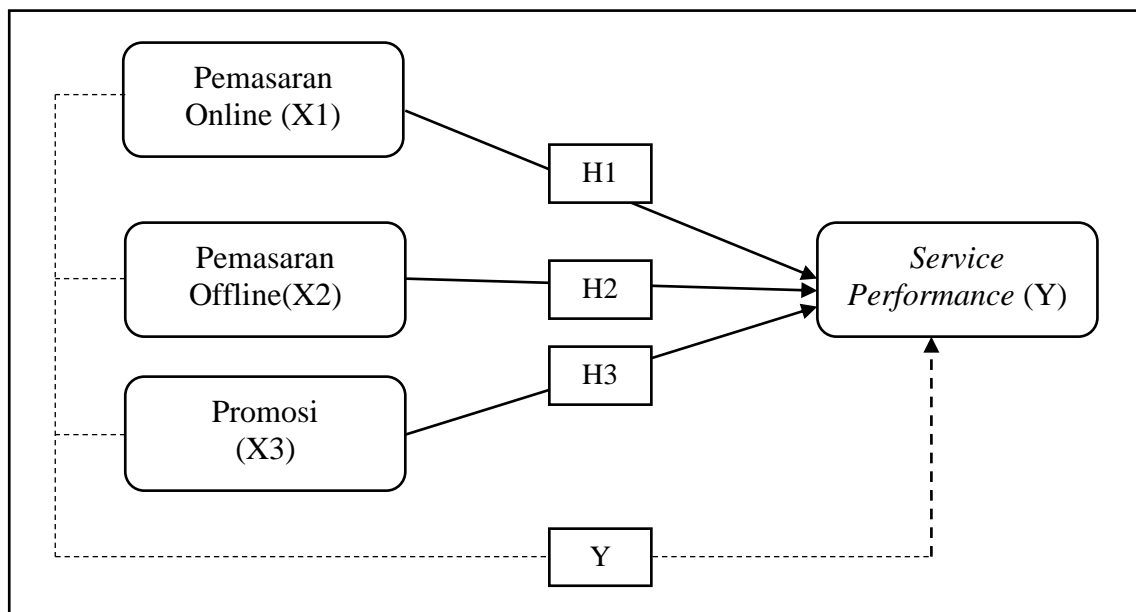 Pemasaran
Online (X1)
H1
Pemasaran
Offline(X2)
H2
Service
Performance (Y)
H3
Promosi
(X3)
Y